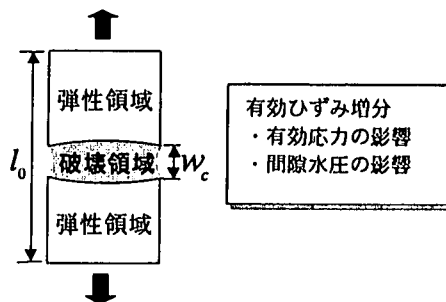 弾性領域
破壊領域
弾性領域
l₀
W_c
有効ひずみ増分
・有効応力の影響
・間隙水圧の影響